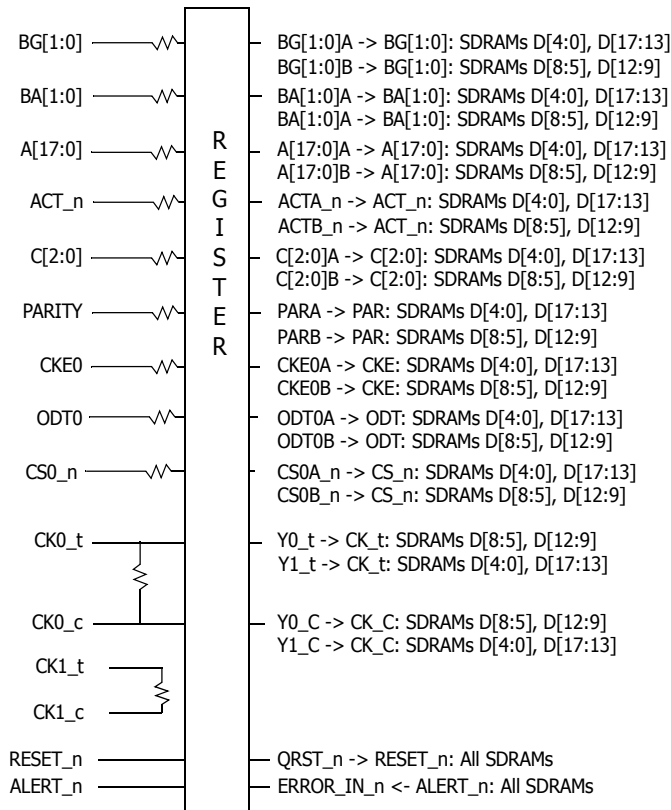 BG[1:0]
BG[1:0]A -> BG[1:0]: SDRAMs D[4:0], D[17:13]
BG[1:0]B -> BG[1:0]: SDRAMs D[8:5], D[12:9]
BA[1:0]
BA[1:0]A -> BA[1:0]: SDRAMs D[4:0], D[17:13]
BA[1:0]B -> BA[1:0]: SDRAMs D[8:5], D[12:9]
A[17:0]
A[17:0]A -> A[17:0]: SDRAMs D[4:0], D[17:13]
A[17:0]B -> A[17:0]: SDRAMs D[8:5], D[12:9]
ACT_n
ACTA_n -> ACT_n: SDRAMs D[4:0], D[17:13]
ACTB_n -> ACT_n: SDRAMs D[8:5], D[12:9]
C[2:0]
C[2:0]A -> C[2:0]: SDRAMs D[4:0], D[17:13]
C[2:0]B -> C[2:0]: SDRAMs D[8:5], D[12:9]
PARITY
PARA -> PAR: SDRAMs D[4:0], D[17:13]
PARB -> PAR: SDRAMs D[8:5], D[12:9]
CKE0
CKE0A -> CKE: SDRAMs D[4:0], D[17:13]
CKE0B -> CKE: SDRAMs D[8:5], D[12:9]
ODT0
ODT0A -> ODT: SDRAMs D[4:0], D[17:13]
ODT0B -> ODT: SDRAMs D[8:5], D[12:9]
CS0_n
CS0A_n -> CS_n: SDRAMs D[4:0], D[17:13]
CS0B_n -> CS_n: SDRAMs D[8:5], D[12:9]
CK0_t
Y0_t -> CK_t: SDRAMs D[8:5], D[12:9]
Y1_t -> CK_t: SDRAMs D[4:0], D[17:13]
CK0_c
Y0_C -> CK_C: SDRAMs D[8:5], D[12:9]
Y1_C -> CK_C: SDRAMs D[4:0], D[17:13]
CK1_t
CK1_c
RESET_n
QRST_n -> RESET_n: All SDRAMs
ALERT_n
ERROR_IN_n <- ALERT_n: All SDRAMs
REGISTER